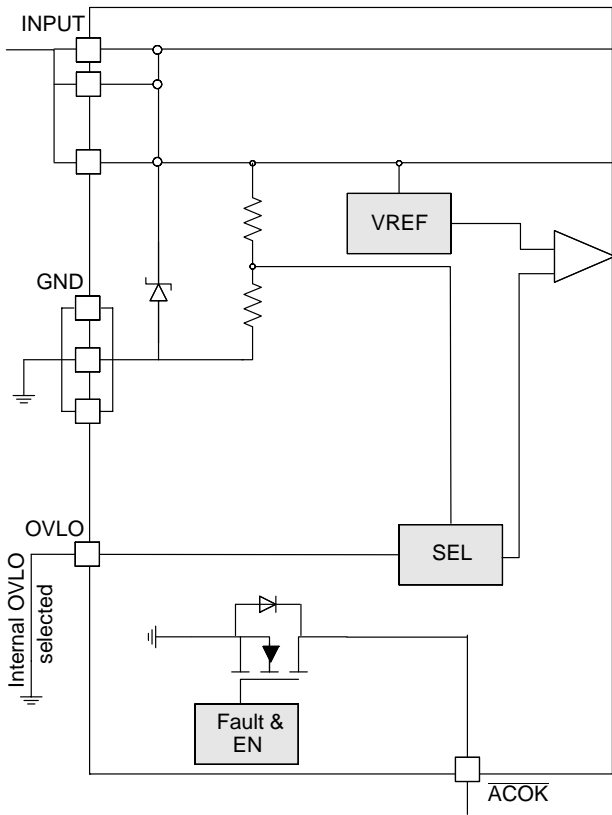 INPUT
VREF
GND
OVLO
SEL
Internal OVLO
selected
Fault &
EN
ACOK